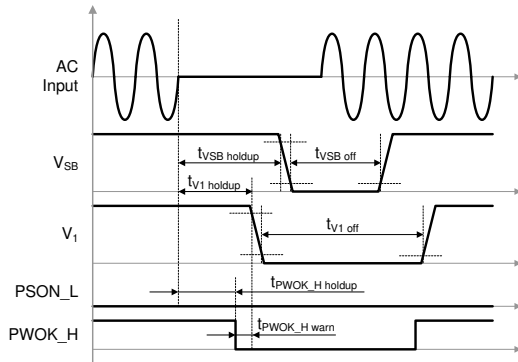 AC
Input
VSB
tVSB holdup
tVSB off
tV1 holdup
V1
tV1 off
PSON_L
tPWOK_H holdup
PWOK_H
tPWOK_H warn